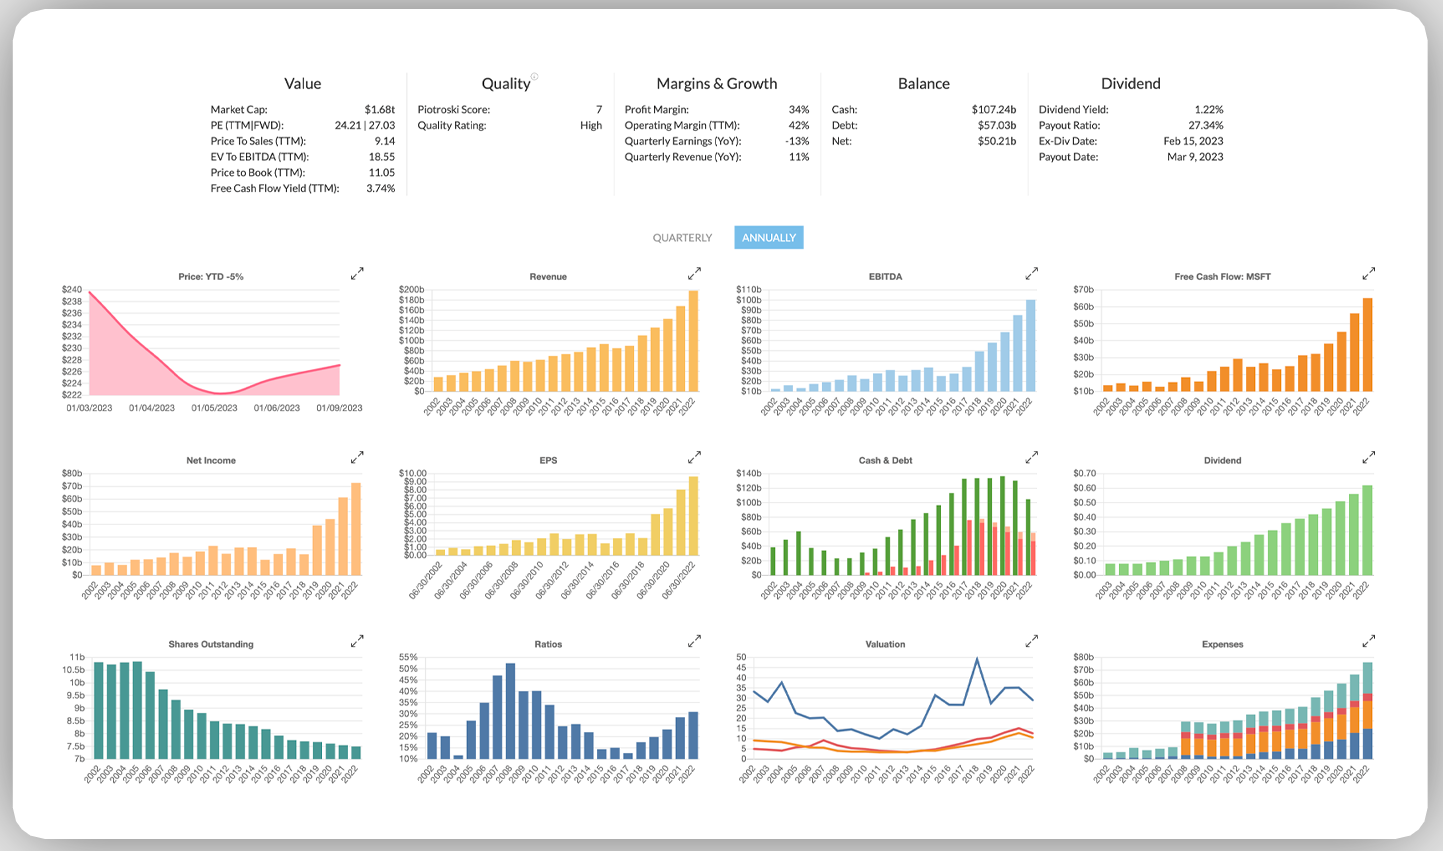 Value
Market Cap: $1.68t
PE (TTM|FWD): 24.21 | 27.03
Price To Sales (TTM): 9.14
EV To EBITDA (TTM): 18.55
Price to Book (TTM): 11.05
Free Cash Flow Yield (TTM): 3.74%
Quality
Piotroski Score: 7
Quality Rating: High
Margins & Growth
Profit Margin: 34%
Operating Margin (TTM): 42%
Quarterly Earnings (YoY): -13%
Quarterly Revenue (YoY): 11%
Balance
Cash: $107.24b
Debt: $57.03b
Net: $50.21b
Dividend
Dividend Yield: 1.22%
Payout Ratio: 27.34%
Ex-Div Date: Feb 15, 2023
Payout Date: Mar 9, 2023
QUARTERLY ANNUALLY
Price: YTD -5%
$240
$238
$236
$234
$232
$230
$228
$226
$224
$222
01/03/2023 01/04/2023 01/05/2023 01/06/2023 01/09/2023
Revenue
$200b
$180b
$160b
$140b
$120b
$100b
$80b
$60b
$40b
$20b
$0
2002 2003 2004 2005 2006 2007 2008 2009 2010 2011 2012 2013 2014 2015 2016 2017 2018 2019 2020 2021 2022
EBITDA
$110b
$100b
$90b
$80b
$70b
$60b
$50b
$40b
$30b
$20b
$10b
2002 2003 2004 2005 2006 2007 2008 2009 2010 2011 2012 2013 2014 2015 2016 2017 2018 2019 2020 2021 2022
Free Cash Flow: MSFT
$70b
$60b
$50b
$40b
$30b
$20b
$10b
2002 2003 2004 2005 2006 2007 2008 2009 2010 2011 2012 2013 2014 2015 2016 2017 2018 2019 2020 2021 2022
Net Income
$80b
$70b
$60b
$50b
$40b
$30b
$20b
$10b
$0
2002 2003 2004 2005 2006 2007 2008 2009 2010 2011 2012 2013 2014 2015 2016 2017 2018 2019 2020 2021 2022
EPS
$10.00
$9.00
$8.00
$7.00
$6.00
$5.00
$4.00
$3.00
$2.00
$1.00
$0.00
06/30/2002 06/30/2004 06/30/2006 06/30/2008 06/30/2010 06/30/2012 06/30/2014 06/30/2016 06/30/2018 06/30/2020 06/30/2022
Cash & Debt
$140b
$120b
$100b
$80b
$60b
$40b
$20b
$0
2002 2003 2004 2005 2006 2007 2008 2009 2010 2011 2012 2013 2014 2015 2016 2017 2018 2019 2020 2021 2022
Dividend
$0.70
$0.60
$0.50
$0.40
$0.30
$0.20
$0.10
$0.00
2003 2004 2005 2006 2007 2008 2009 2010 2011 2012 2013 2014 2015 2016 2017 2018 2019 2020 2021 2022
Shares Outstanding
11b
10.5b
10b
9.5b
9b
8.5b
8b
7.5b
7b
2002 2003 2004 2005 2006 2007 2008 2009 2010 2011 2012 2013 2014 2015 2016 2017 2018 2019 2020 2021 2022
Ratios
55%
50%
45%
40%
35%
30%
25%
20%
15%
10%
2002 2003 2004 2005 2006 2007 2008 2009 2010 2011 2012 2013 2014 2015 2016 2017 2018 2019 2020 2021 2022
Valuation
50
45
40
35
30
25
20
15
10
5
0
2002 2003 2004 2005 2006 2007 2008 2009 2010 2011 2012 2013 2014 2015 2016 2017 2018 2019 2020 2021 2022
Expenses
$80b
$70b
$60b
$50b
$40b
$30b
$20b
$10b
$0
2002 2003 2004 2005 2006 2007 2008 2009 2010 2011 2012 2013 2014 2015 2016 2017 2018 2019 2020 2021 2022